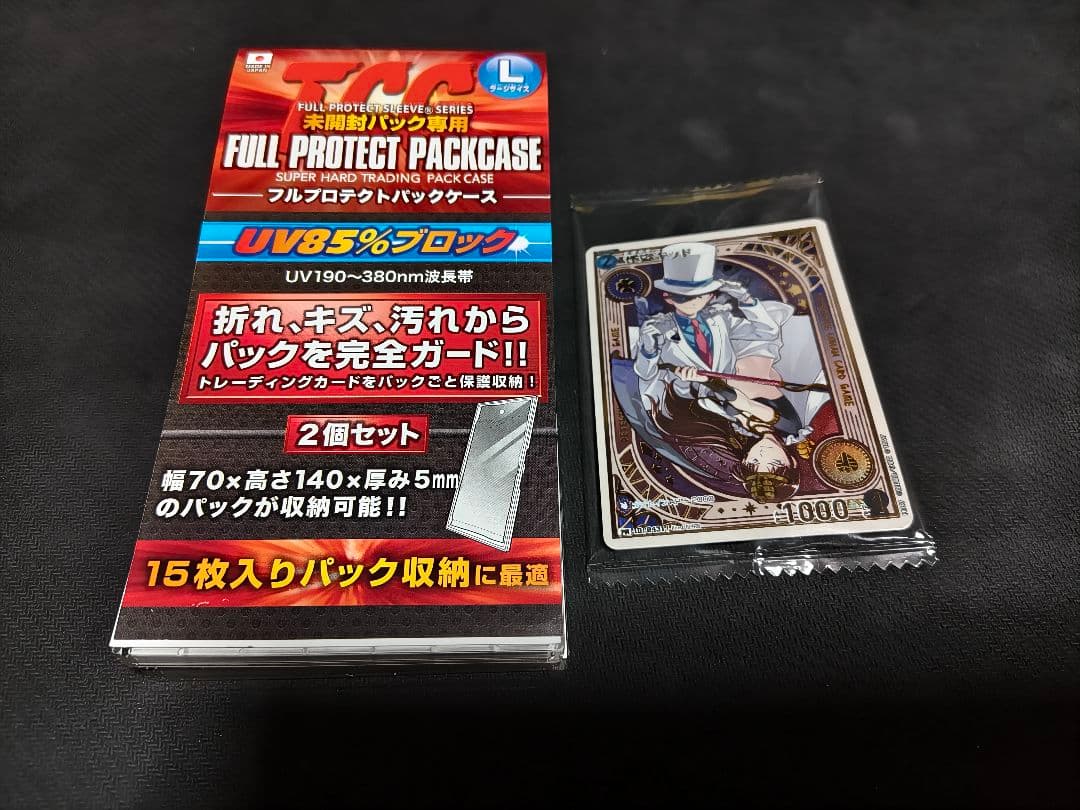 MADE IN
JAPAN
TCG
L
ラージサイズ
FULL PROTECT SLEEVE® SERIES
未開封パック専用
FULL PROTECT PACKCASE
SUPER HARD TRADING PACK CASE
フルプロテクトパックケース
UV85%ブロック
UV190～380nm波長帯
折れ、キズ、汚れから
パックを完全ガード!!
トレーディングカードをパックごと保護収納!
2個セット
幅70×高さ140×厚み5mm
のパックが収納可能!!
15枚入りパック収納に最適
CARD GAME
1000